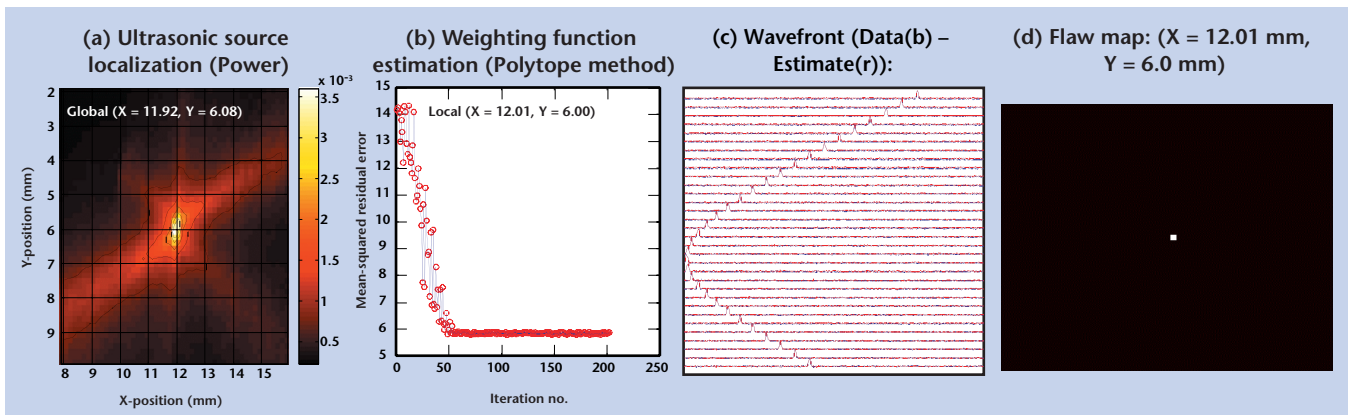 (a) Ultrasonic source
localization (Power)
x 10⁻³
Global (X = 11.92, Y = 6.08)
Y-position (mm)
2
3
4
5
6
7
8
9
8 9 10 11 12 13 14 15
X-position (mm)
3.5
3
2.5
2
1.5
1
0.5
(b) Weighting function
estimation (Polytope method)
Local (X = 12.01, Y = 6.00)
Mean-squared residual error
15
14
13
12
11
10
9
8
7
6
5
0 50 100 150 200 250
Iteration no.
(c) Wavefront (Data(b) –
Estimate(r)):
(d) Flaw map: (X = 12.01 mm,
Y = 6.0 mm)